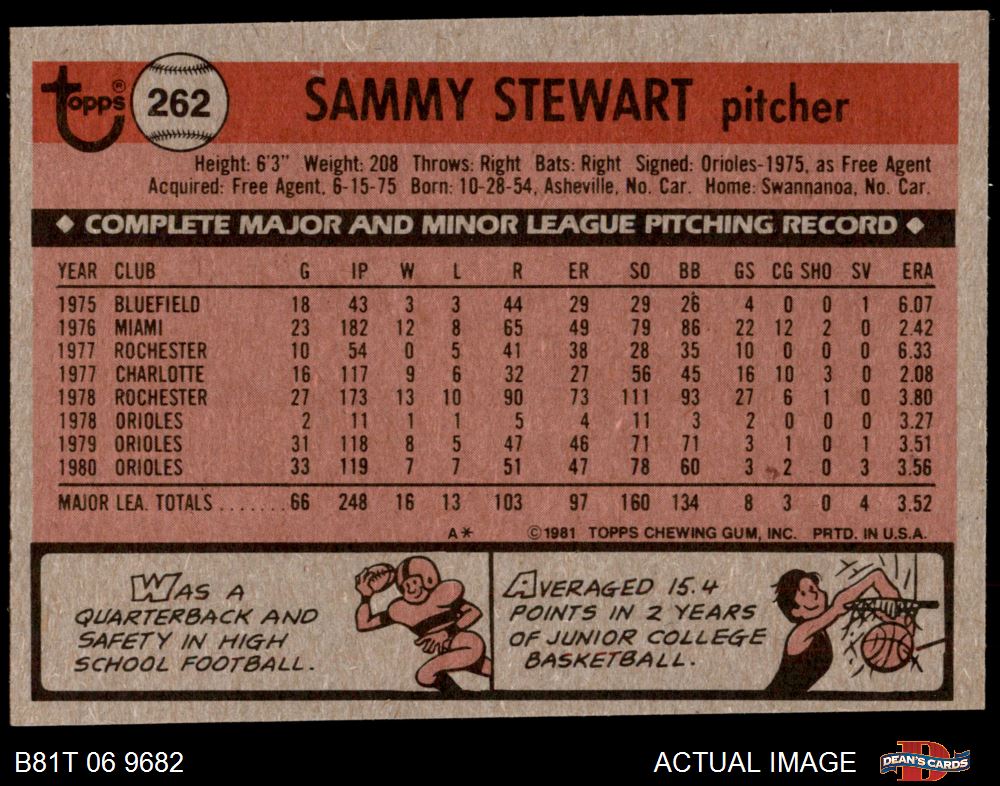 Topps®
262
SAMMY STEWART pitcher
Height: 6'3" Weight: 208 Throws: Right Bats: Right Signed: Orioles-1975, as Free Agent
Acquired: Free Agent, 6-15-75 Born: 10-28-54, Asheville, No. Car. Home: Swannanoa, No. Car.
◆ COMPLETE MAJOR AND MINOR LEAGUE PITCHING RECORD ◆
YEAR CLUB G IP W L R ER SO BB GS CG SHO SV ERA
1975 BLUEFIELD 18 43 3 3 44 29 29 26 4 0 0 1 6.07
1976 MIAMI 23 182 12 8 65 49 79 86 22 12 2 0 2.42
1977 ROCHESTER 10 54 0 5 41 38 28 35 10 0 0 0 6.33
1977 CHARLOTTE 16 117 9 6 32 27 56 45 16 10 3 0 2.08
1978 ROCHESTER 27 173 13 10 90 73 111 93 27 6 1 0 3.80
1978 ORIOLES 2 11 1 1 5 4 11 3 2 0 0 0 3.27
1979 ORIOLES 31 118 8 5 47 46 71 71 3 1 0 1 3.51
1980 ORIOLES 33 119 7 7 51 47 78 60 3 2 0 3 3.56
MAJOR LEA. TOTALS .......66 248 16 13 103 97 160 134 8 3 0 4 3.52
A* ©1981 TOPPS CHEWING GUM, INC. PRTD. IN U.S.A.
WAS A
QUARTERBACK AND
SAFETY IN HIGH
SCHOOL FOOTBALL.
AVERAGED 15.4
POINTS IN 2 YEARS
OF JUNIOR COLLEGE
BASKETBALL.
B81T 06 9682
ACTUAL IMAGE
DEAN'S CARDS